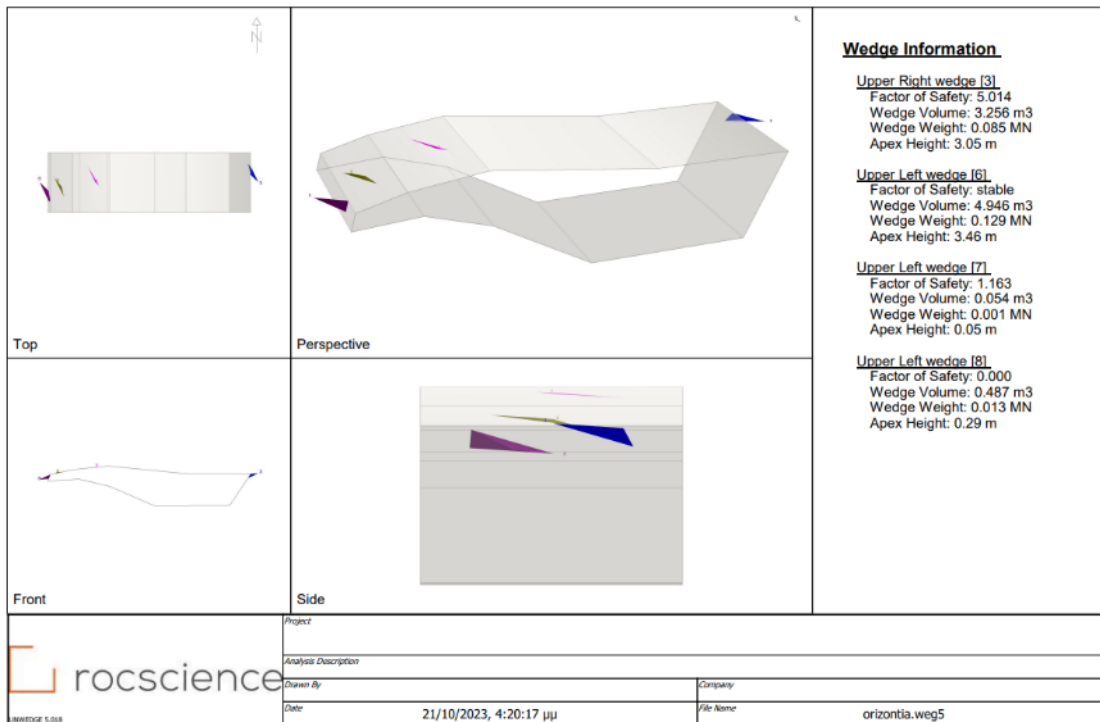 N
Top
Perspective
Front
Side
Wedge Information
Upper Right wedge [3]
Factor of Safety: 5.014
Wedge Volume: 3.256 m3
Wedge Weight: 0.085 MN
Apex Height: 3.05 m
Upper Left wedge [6]
Factor of Safety: stable
Wedge Volume: 4.946 m3
Wedge Weight: 0.129 MN
Apex Height: 3.46 m
Upper Left wedge [7]
Factor of Safety: 1.163
Wedge Volume: 0.054 m3
Wedge Weight: 0.001 MN
Apex Height: 0.05 m
Upper Left wedge [8]
Factor of Safety: 0.000
Wedge Volume: 0.487 m3
Wedge Weight: 0.013 MN
Apex Height: 0.29 m
rocscience
UNWEDGE 5.018
Project
Analysis Description
Drawn By
Company
Date
21/10/2023, 4:20:17 μμ
File Name
orizontia.weg5